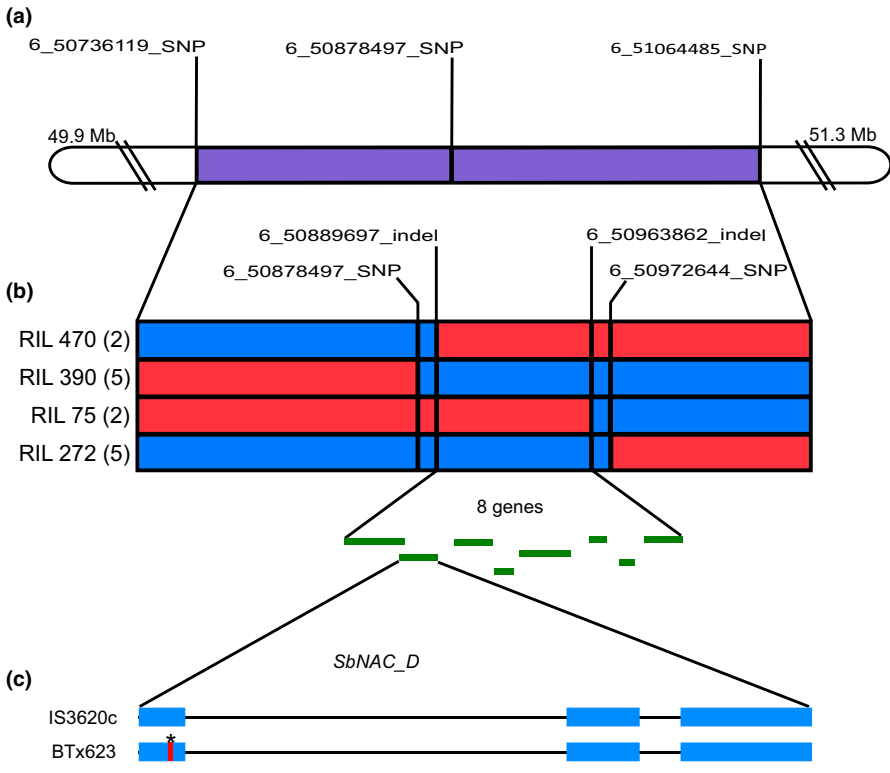 (a)
6_50736119_SNP
6_50878497_SNP
6_51064485_SNP
49.9 Mb
51.3 Mb
6_50889697_indel
6_50963862_indel
6_50878497_SNP
6_50972644_SNP
(b)
RIL 470 (2)
RIL 390 (5)
RIL 75 (2)
RIL 272 (5)
8 genes
SbNAC_D
(c)
IS3620c
*
BTx623